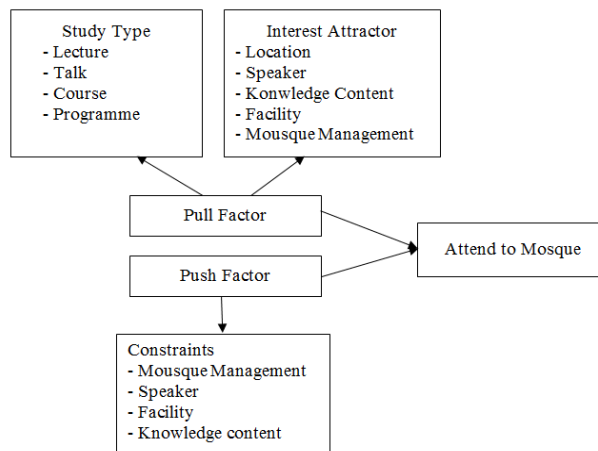 Study Type
- Lecture
- Talk
- Course
- Programme
Interest Attractor
- Location
- Speaker
- Konwledge Content
- Facility
- Mousque Management
Pull Factor
Push Factor
Attend to Mosque
Constraints
- Mousque Management
- Speaker
- Facility
- Knowledge content